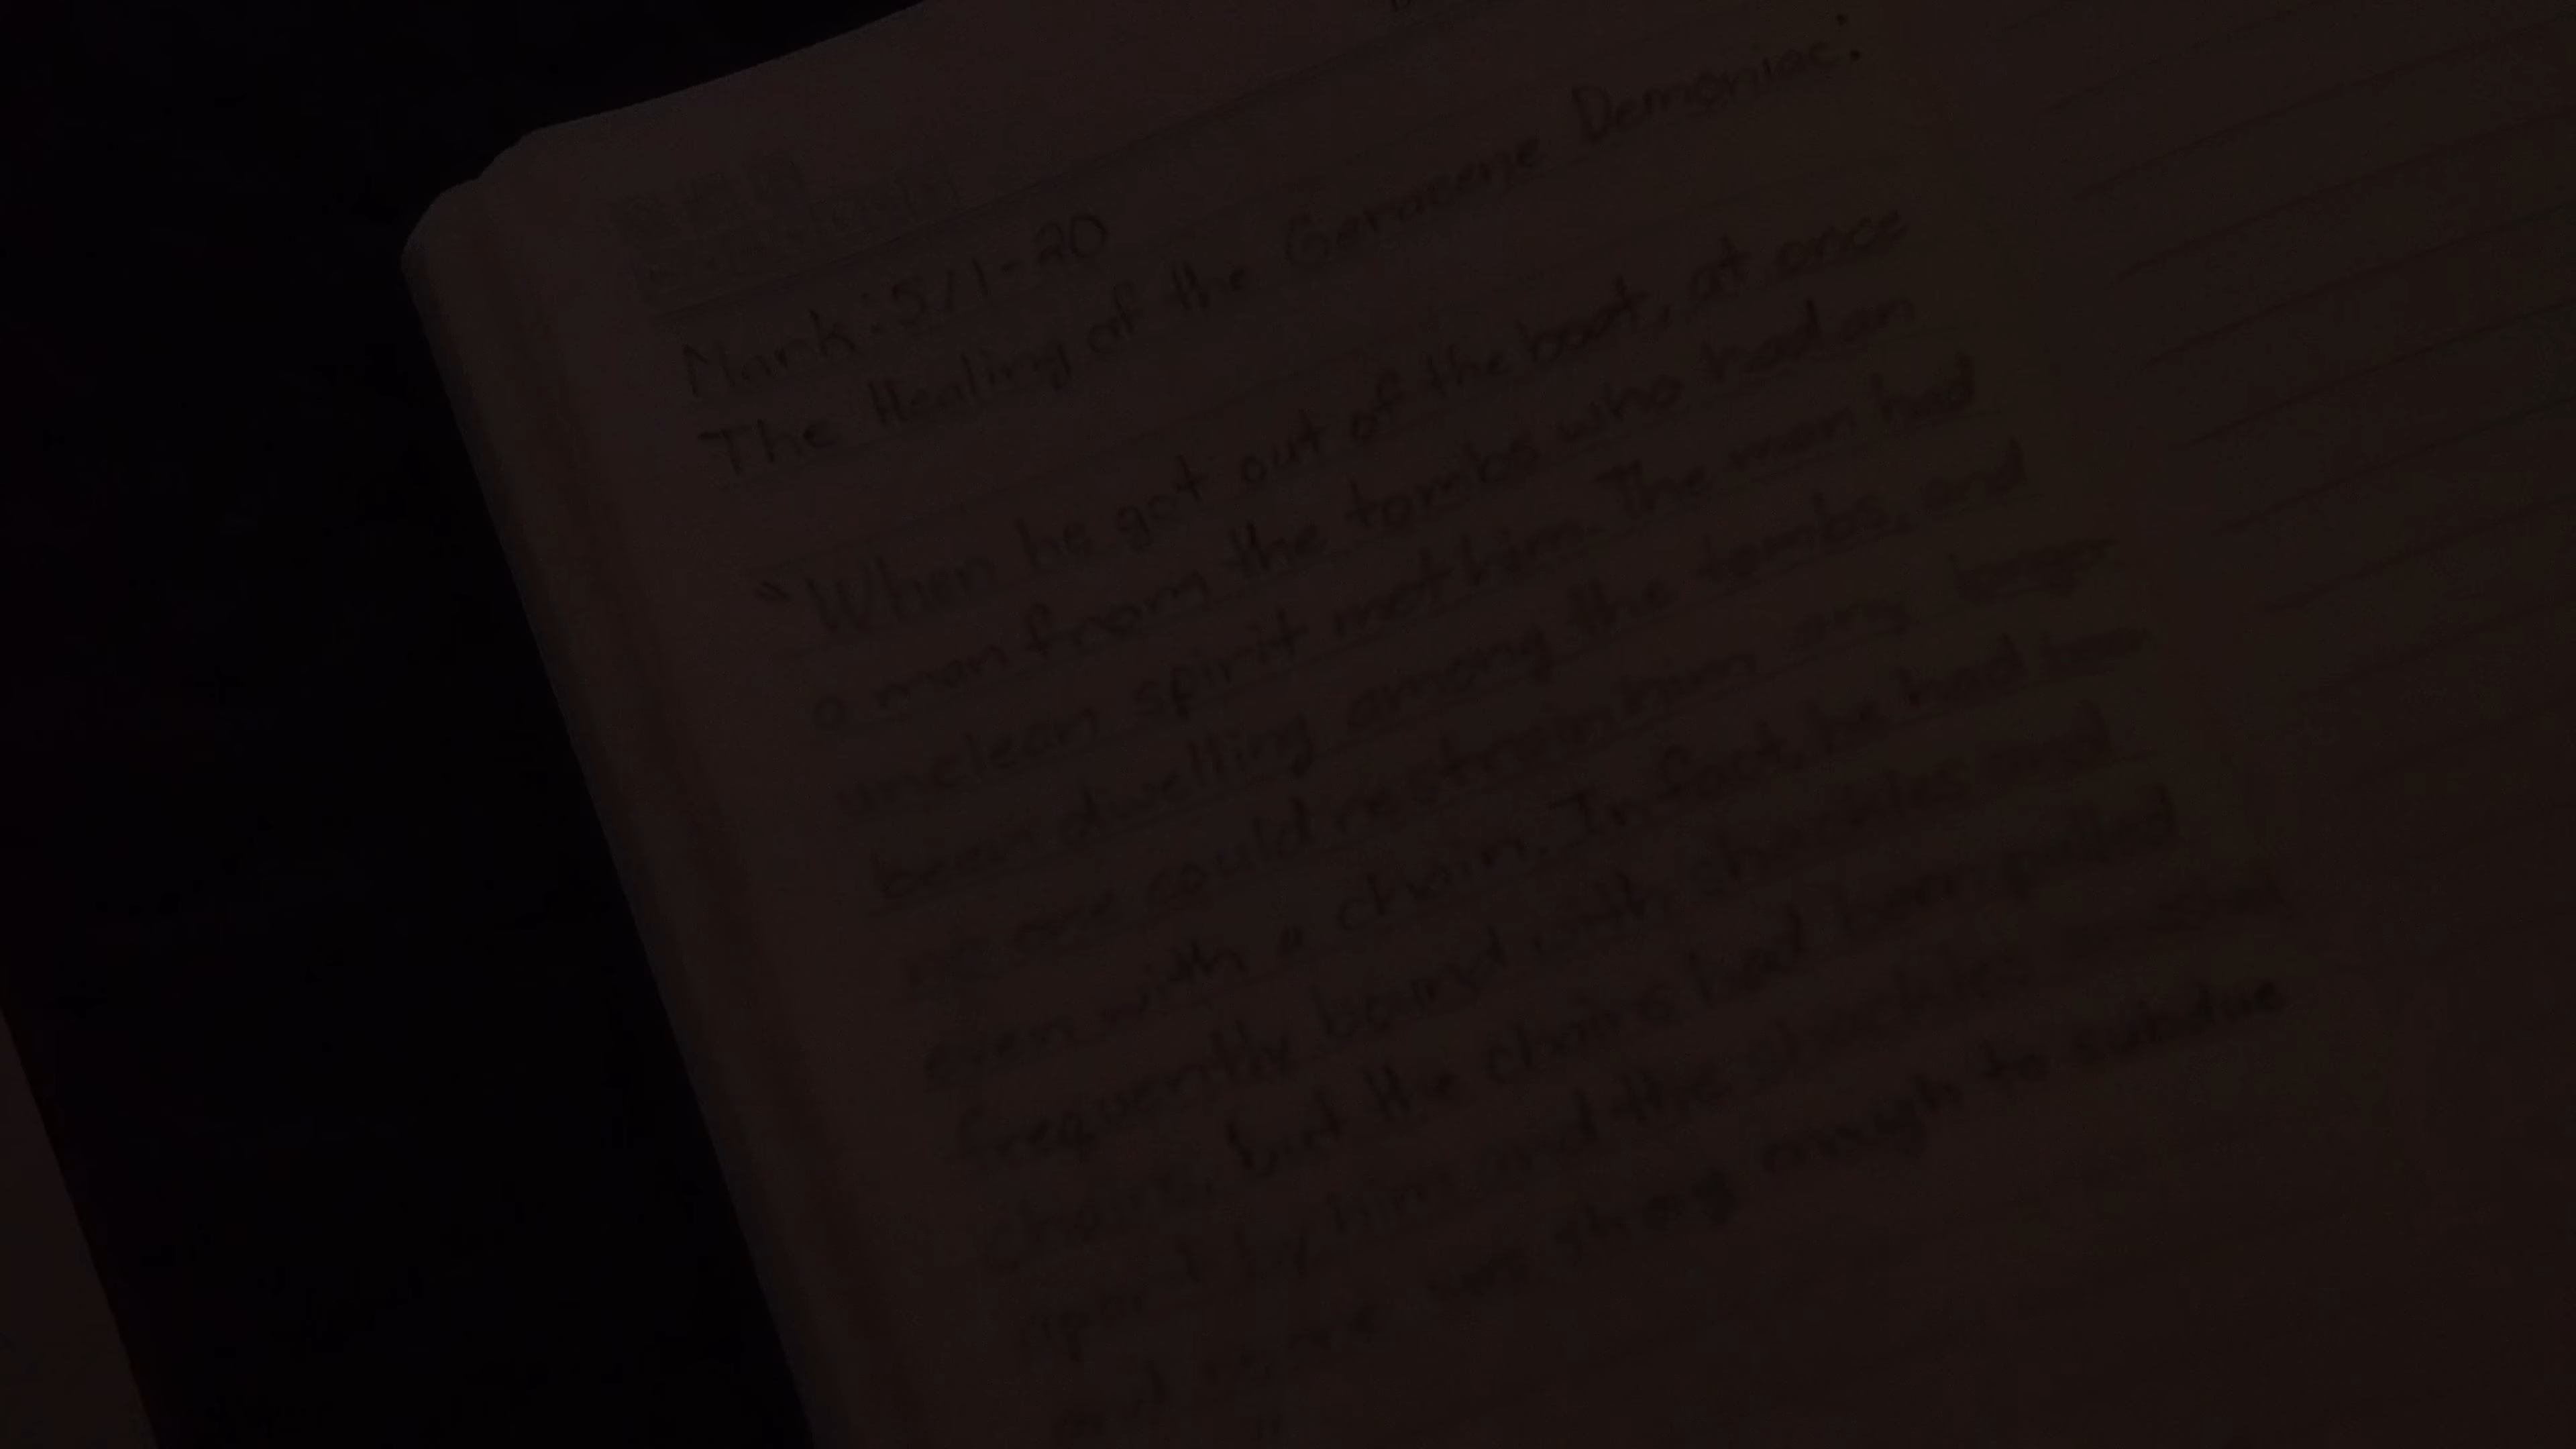 Mark: 5/1-20
The Healing of the Gerasene Demoniac:
"When he got out of the boat, at once
a man from the tombs who had an
unclean spirit met him. The man had
been dwelling among the tombs, and
no one could restrain him any longer
even with a chain. In fact, he had been
frequently bound with shackles and
chains, but the chains had been pulled
apart by him and the shackles
and no one was strong enough to subdue